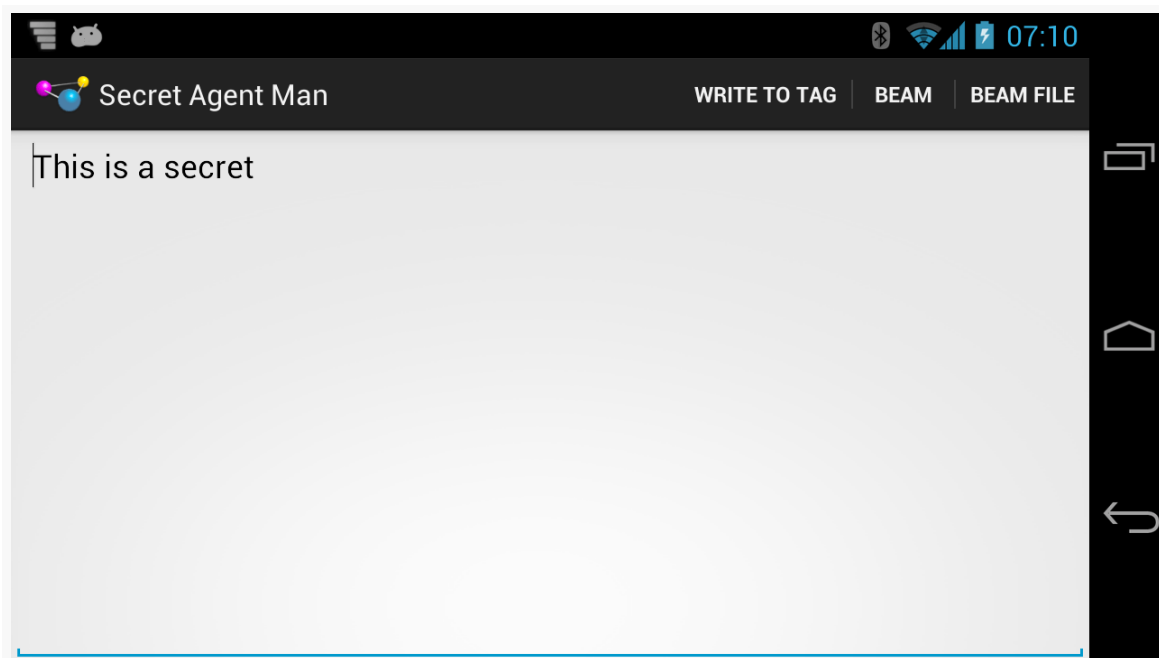 07:10
Secret Agent Man WRITE TO TAG BEAM BEAM FILE
This is a secret